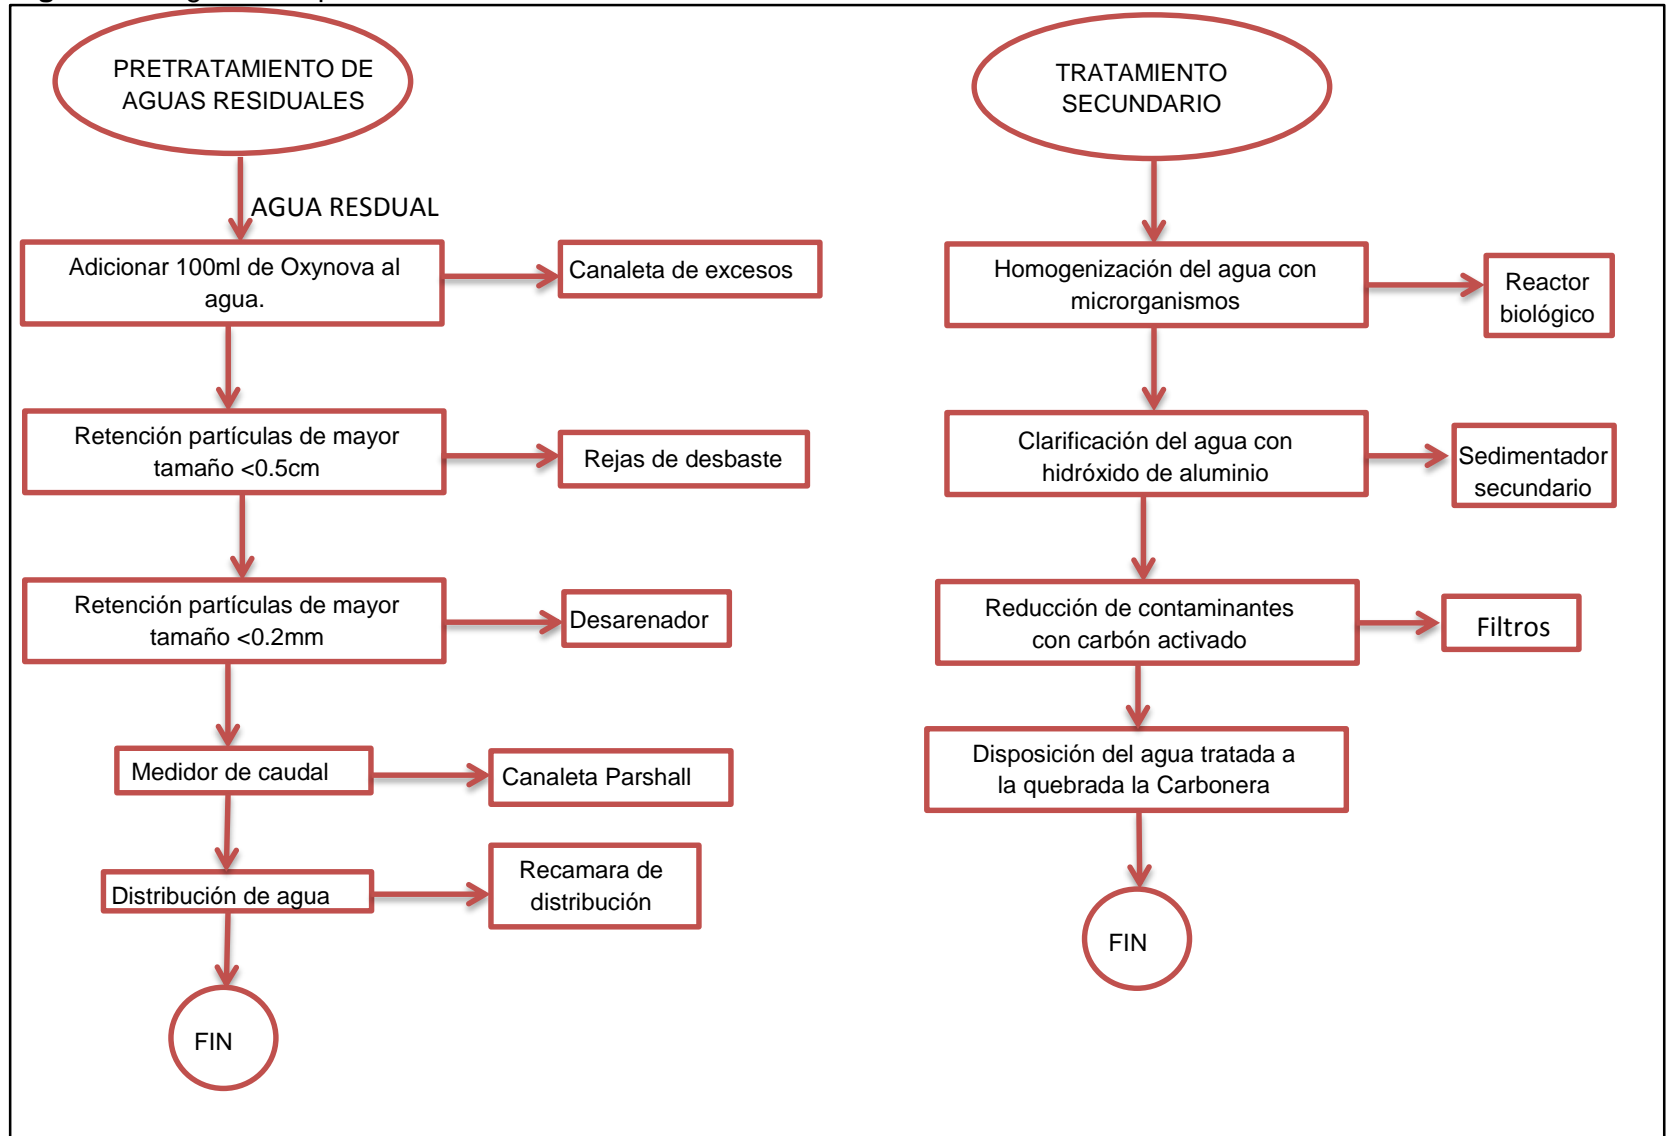 PRETRATAMIENTO DE
AGUAS RESIDUALES
AGUA RESDUAL
Adicionar 100ml de Oxynova al
agua.
Canaleta de excesos
Retención partículas de mayor
tamaño <0.5cm
Rejas de desbaste
Retención partículas de mayor
tamaño <0.2mm
Desarenador
Medidor de caudal
Canaleta Parshall
Distribución de agua
Recamara de
distribución
FIN
TRATAMIENTO
SECUNDARIO
Homogenización del agua con
microrganismos
Reactor
biológico
Clarificación del agua con
hidróxido de aluminio
Sedimentador
secundario
Reducción de contaminantes
con carbón activado
Filtros
Disposición del agua tratada a
la quebrada la Carbonera
FIN